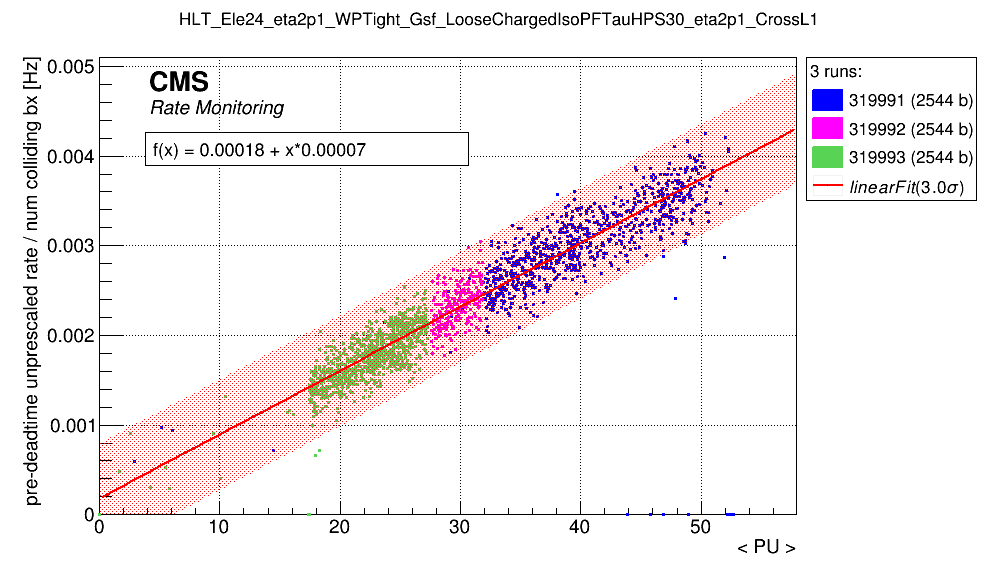 HLT_Ele24_eta2p1_WPTight_Gsf_LooseChargedIsoPFTauHPS30_eta2p1_CrossL1
pre-deadtime unprescaled rate / num colliding bx [Hz]
0.005
0.004
0.003
0.002
0.001
0
CMS
Rate Monitoring
f(x) = 0.00018 + x*0.00007
0 10 20 30 40 50
< PU >
3 runs:
319991 (2544 b)
319992 (2544 b)
319993 (2544 b)
linearFit(3.0σ)